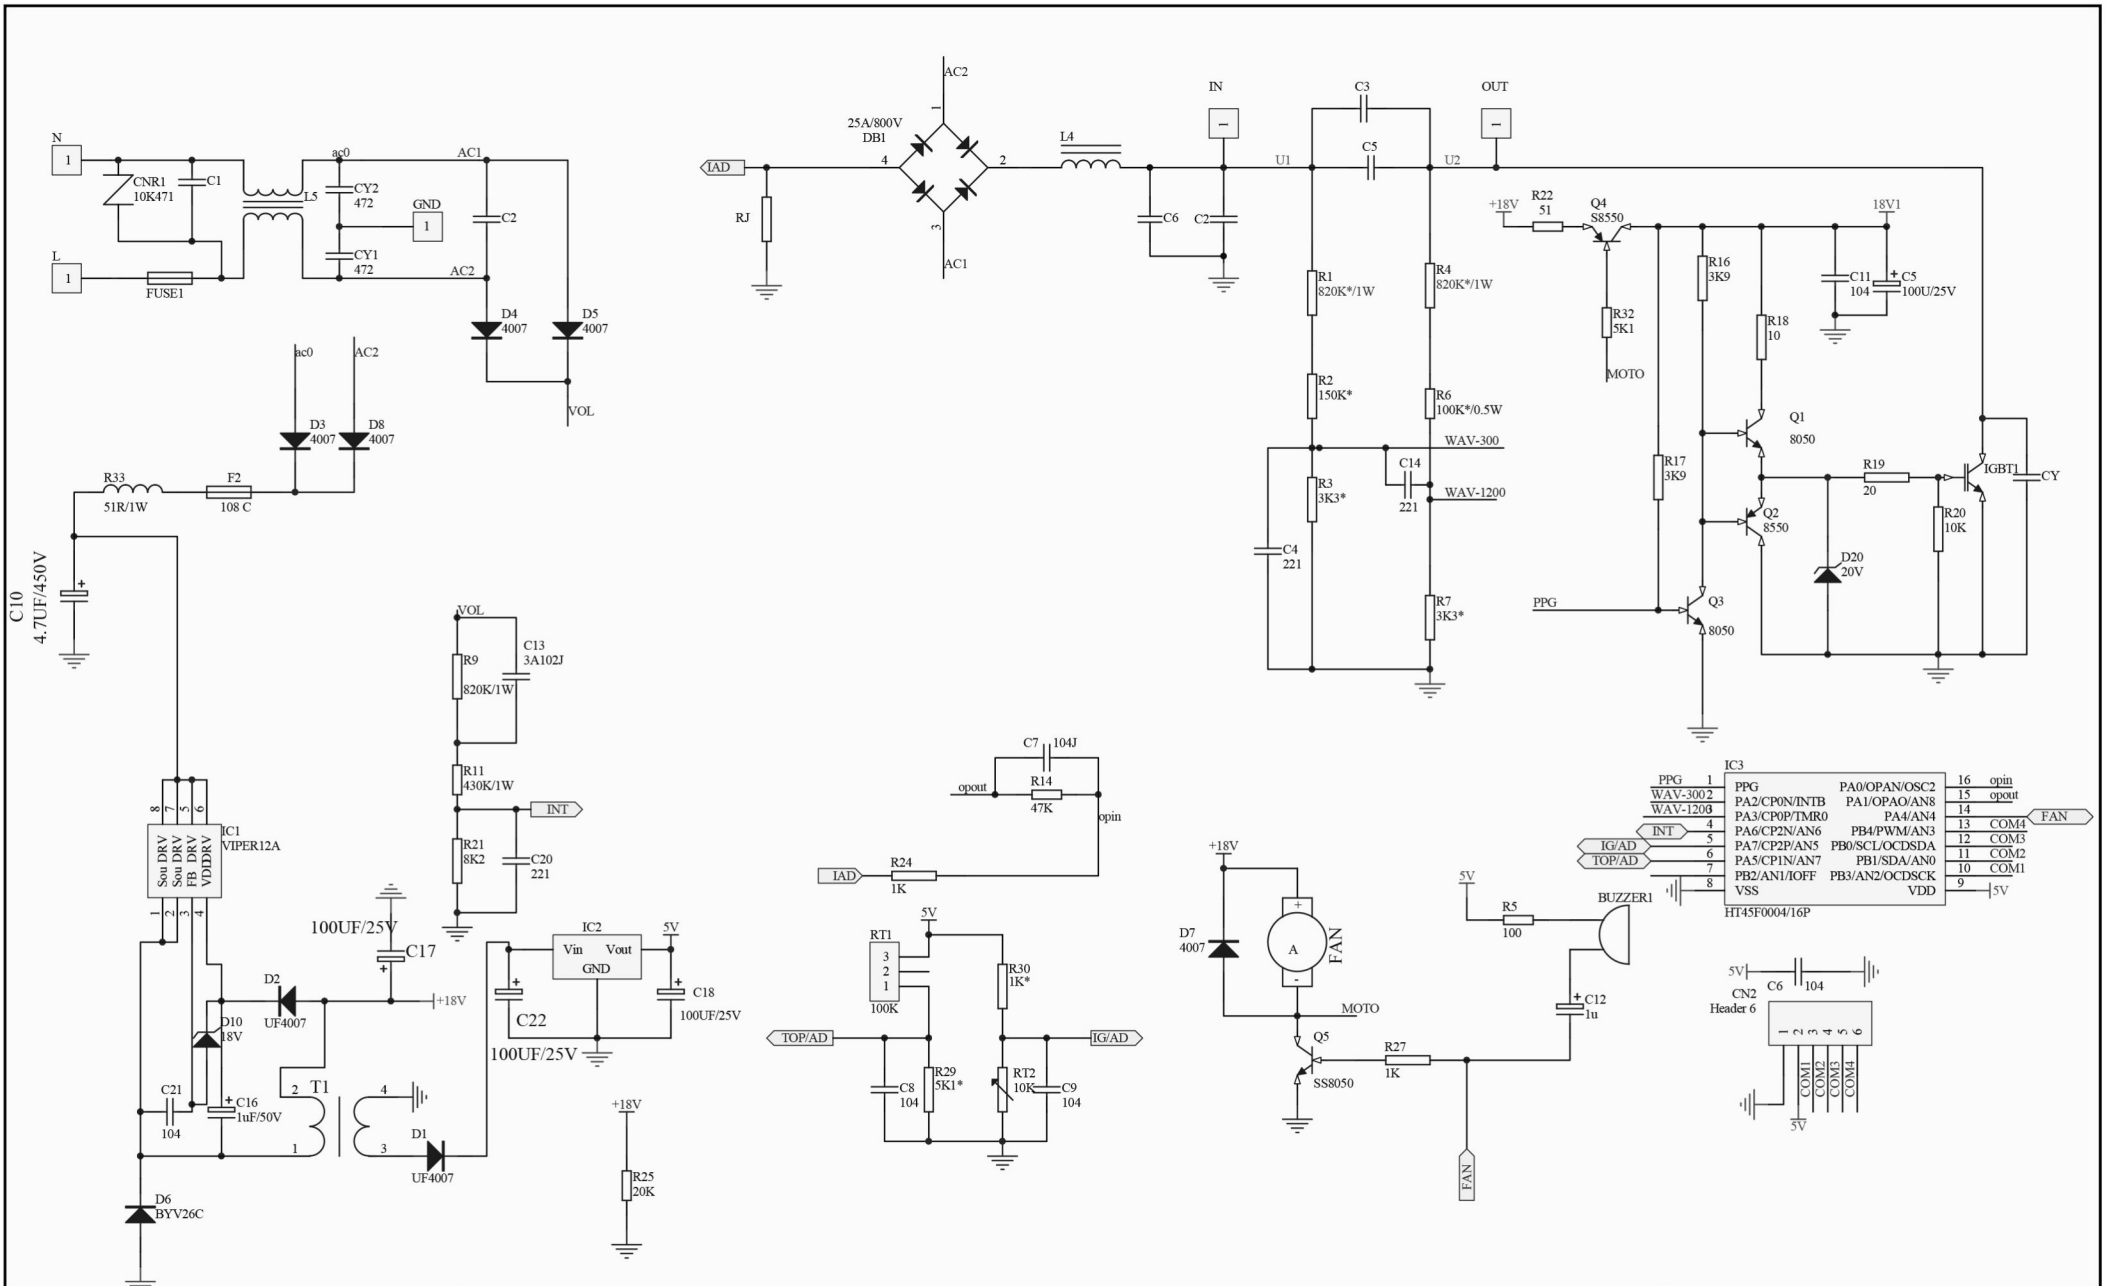 N
1
CNR1
10K471
C1
L5
ac0
CY2
472
GND
1
CY1
472
AC1
C2
AC2
L
1
FUSE1
D4
4007
D5
4007
VOL
ac0
AC2
D3
4007
D8
4007
R33
51R/1W
F2
108 C
C10
4.7UF/450V
AC2
25A/800V
DB1
1
4
2
3
AC1
IAD
RJ
L4
IN
1
C6
C2
U1
C3
C5
OUT
1
U2
R1
820K*/1W
R4
820K*/1W
R2
150K*
R6
100K*/0.5W
WAV-300
C14
221
WAV-1200
R3
3K3*
C4
221
R7
3K3*
+18V
R22
51
Q4
S8550
18V1
R16
3K9
C11
104
+
C5
100U/25V
R32
5K1
MOTO
R18
10
Q1
8050
R17
3K9
R19
20
IGBT1
CY
Q2
8550
R20
10K
D20
20V
PPG
Q3
8050
VOL
C13
3A102J
R9
820K/1W
R11
430K/1W
INT
R21
8K2
C20
221
8
7
5
6
IC1
VIPER12A
Sou DRV
Sou DRV
FB DRV
VDDDRV
1
2
3
4
100UF/25V
C17
+
D2
UF4007
+18V
D10
18V
C21
104
+
C16
1uF/50V
T1
2
1
4
3
D1
UF4007
D6
BYV26C
IC2
Vin
Vout
GND
5V
+
C22
100UF/25V
+
C18
100UF/25V
+18V
R25
20K
C7
104J
opout
R14
47K
opin
IAD
R24
1K
5V
RT1
3
2
1
100K
R30
1K*
TOP/AD
IG/AD
C8
104
R29
5K1*
RT2
10K
C9
104
+18V
D7
4007
+
A
-
FAN
MOTO
Q5
SS8050
R27
1K
FAN
5V
R5
100
BUZZER1
+
C12
1u
IC3
PPG
1
PPG
PA0/OPAN/OSC2
16
opin
WAV-300
2
PA2/CP0N/INTB
PA1/OPAO/AN8
15
opout
WAV-1200
3
PA3/CP0P/TMR0
PA4/AN4
14
FAN
INT
4
PA6/CP2N/AN6
PB4/PWM/AN3
13
COM4
IG/AD
5
PA7/CP2P/AN5
PB0/SCL/OCDSDA
12
COM3
TOP/AD
6
PA5/CP1N/AN7
PB1/SDA/AN0
11
COM2
7
PB2/AN1/IOFF
PB3/AN2/OCDSCK
10
COM1
8
VSS
VDD
9
5V
HT45F0004/16P
5V
C6
104
CN2
Header 6
1
2
3
4
5
6
COM1
COM2
COM3
COM4
5V